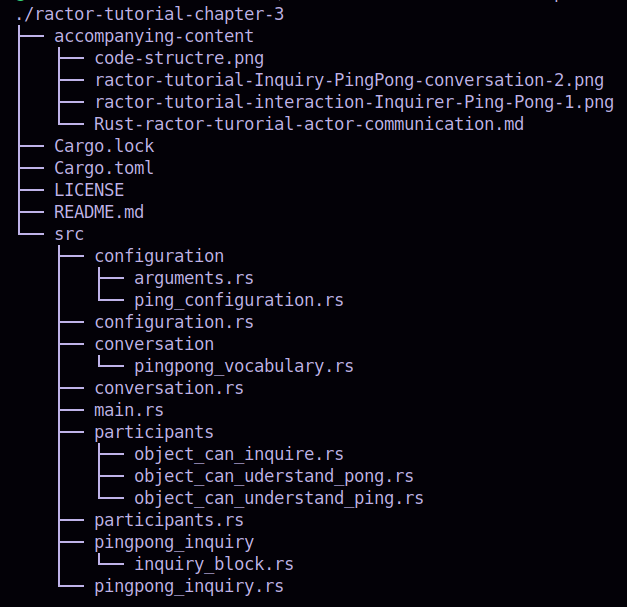 ./ractor-tutorial-chapter-3
├── accompanying-content
│   ├── code-structre.png
│   ├── ractor-tutorial-Inquiry-PingPong-conversation-2.png
│   ├── ractor-tutorial-interaction-Inquirer-Ping-Pong-1.png
│   └── Rust-ractor-turorial-actor-communication.md
├── Cargo.lock
├── Cargo.toml
├── LICENSE
├── README.md
└── src
    ├── configuration
    │   ├── arguments.rs
    │   └── ping_configuration.rs
    ├── configuration.rs
    ├── conversation
    │   └── pingpong_vocabulary.rs
    ├── conversation.rs
    ├── main.rs
    ├── participants
    │   ├── object_can_inquire.rs
    │   ├── object_can_uderstand_pong.rs
    │   └── object_can_understand_ping.rs
    ├── participants.rs
    ├── pingpong_inquiry
    │   └── inquiry_block.rs
    └── pingpong_inquiry.rs